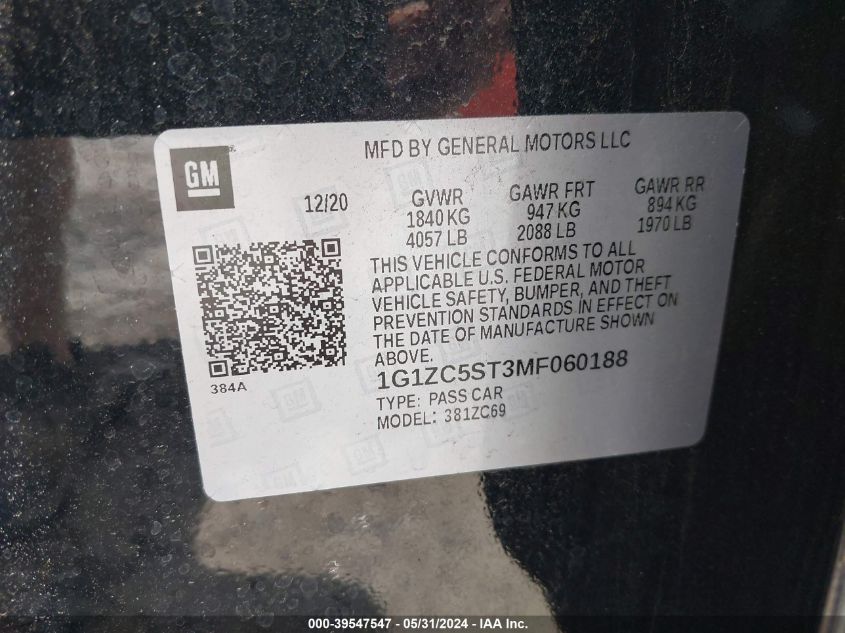 MFD BY GENERAL MOTORS LLC
GM
12/20
GVWR GAWR FRT GAWR RR
1840 KG 947 KG 894 KG
4057 LB 2088 LB 1970 LB
THIS VEHICLE CONFORMS TO ALL
APPLICABLE U.S. FEDERAL MOTOR
VEHICLE SAFETY, BUMPER, AND THEFT
PREVENTION STANDARDS IN EFFECT ON
THE DATE OF MANUFACTURE SHOWN
ABOVE.
384A
1G1ZC5ST3MF060188
TYPE: PASS CAR
MODEL: 381ZC69
000-39547547 - 05/31/2024 - IAA Inc.